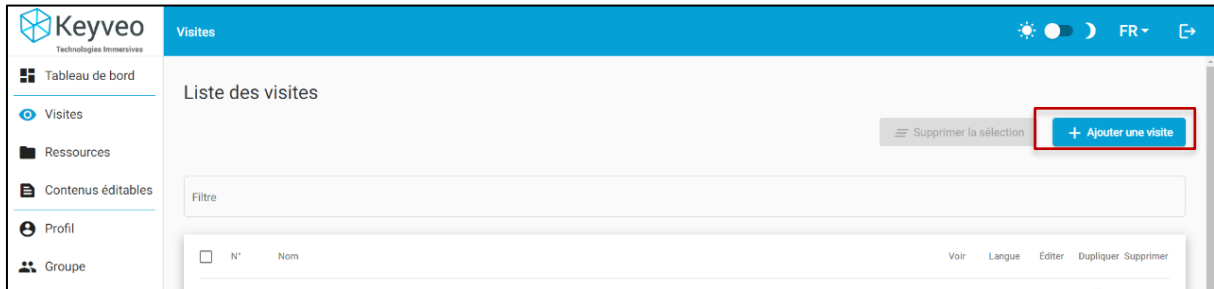 Keyveo
Technologies Immersives
Visites
FR
Tableau de bord
Visites
Ressources
Contenus éditables
Profil
Groupe
Liste des visites
Supprimer la sélection
+ Ajouter une visite
Filtre
N° Nom Voir Langue Éditer Dupliquer Supprimer